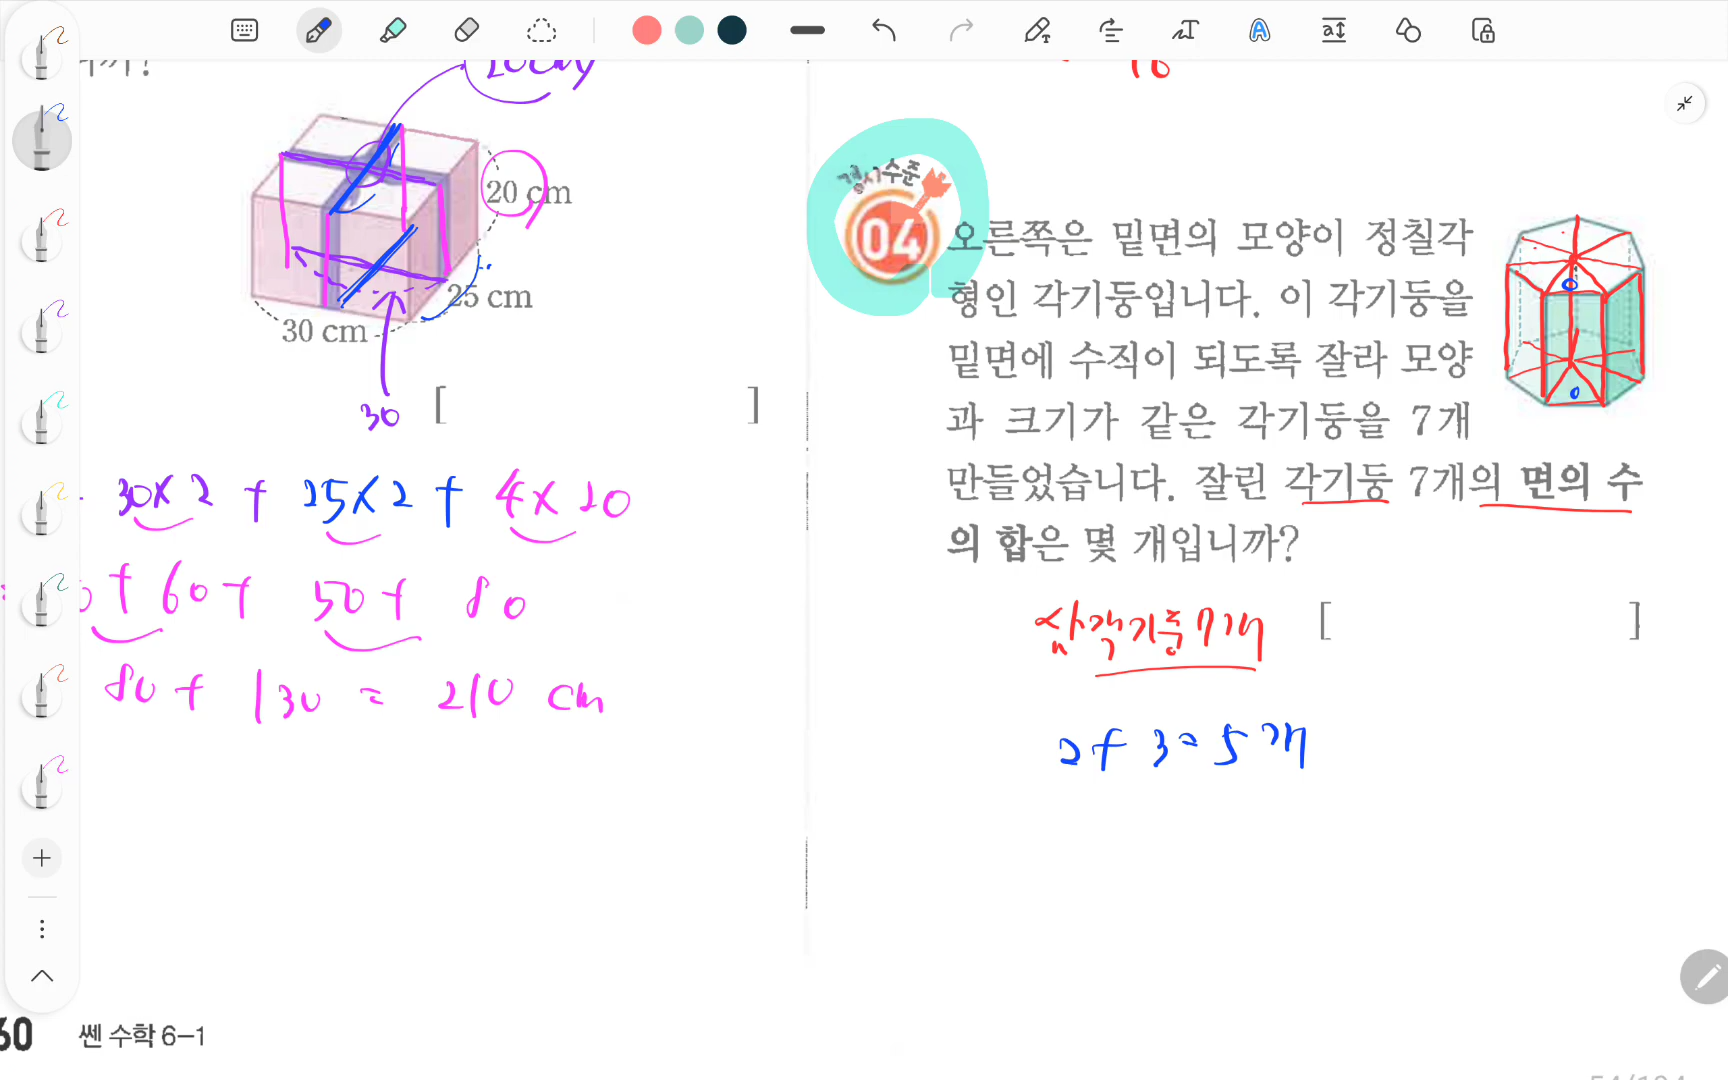 20 cm
25 cm
30 cm
30
[ ]
30×2 + 25×2 + 4×20
+ 60 + 50 + 80
80 + 130 = 210 cm
60 쎈 수학 6-1
경시수준
04
오른쪽은 밑면의 모양이 정칠각
형인 각기둥입니다. 이 각기둥을
밑면에 수직이 되도록 잘라 모양
과 크기가 같은 각기둥을 7개
만들었습니다. 잘린 각기둥 7개의 면의 수
의 합은 몇 개입니까?
삼각기둥 7개 [ ]
2+3=5개